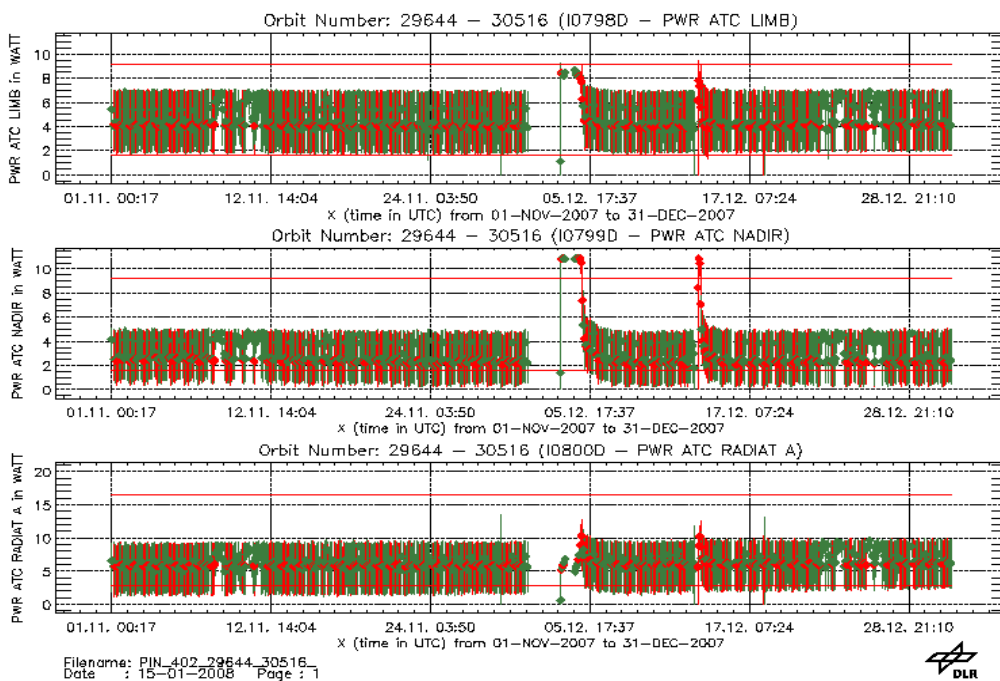 Orbit Number: 29644 – 30516 (I0798D – PWR ATC LIMB)
PWR ATC LIMB in WATT
10
8
6
4
2
0
01.11. 00:17 12.11. 14:04 24.11. 03:50 05.12. 17:37 17.12. 07:24 28.12. 21:10
X (time in UTC) from 01-NOV-2007 to 31-DEC-2007
Orbit Number: 29644 – 30516 (I0799D – PWR ATC NADIR)
PWR ATC NADIR in WATT
10
8
6
4
2
0
01.11. 00:17 12.11. 14:04 24.11. 03:50 05.12. 17:37 17.12. 07:24 28.12. 21:10
X (time in UTC) from 01-NOV-2007 to 31-DEC-2007
Orbit Number: 29644 – 30516 (I0800D – PWR ATC RADIAT A)
PWR ATC RADIAT A in WATT
20
15
10
5
0
01.11. 00:17 12.11. 14:04 24.11. 03:50 05.12. 17:37 17.12. 07:24 28.12. 21:10
X (time in UTC) from 01-NOV-2007 to 31-DEC-2007
Filename: PIN_402_29644_30516_
Date : 15-01-2008 Page : 1
DLR